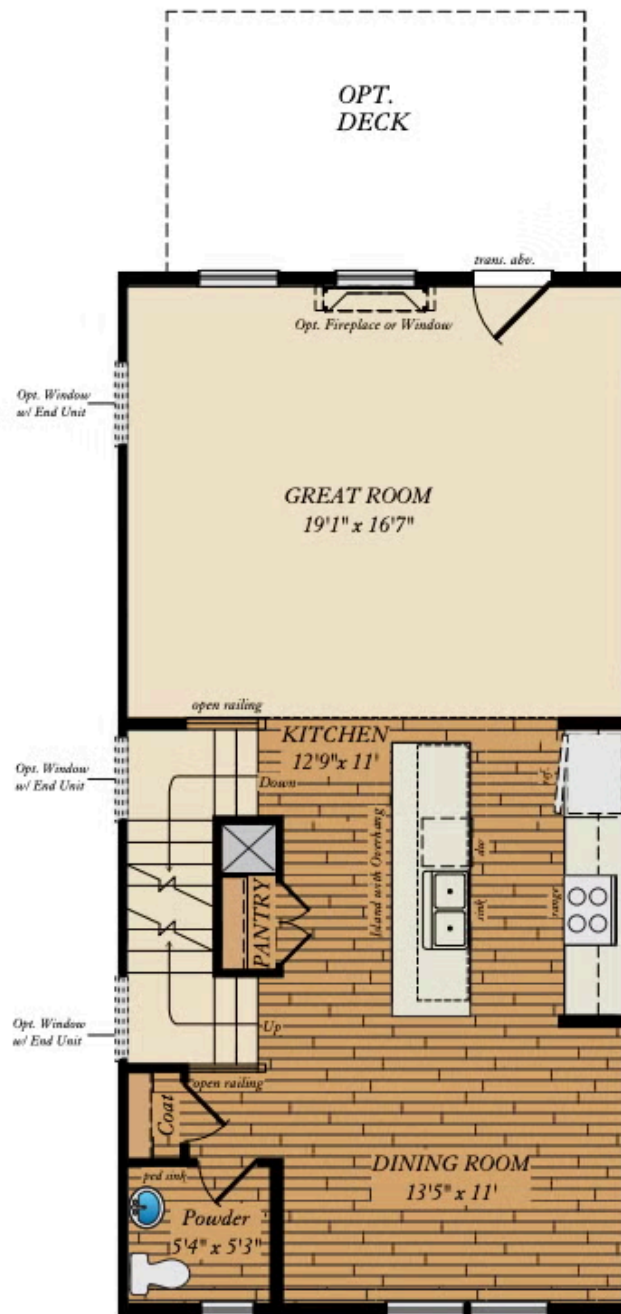 OPT.
DECK
trans. abv.
Opt. Fireplace or Window
Opt. Window
w/ End Unit
GREAT ROOM
19'1" x 16'7"
open railing
KITCHEN
12'9" x 11'
Opt. Window
w/ End Unit
Down
ref.
Island with Overhang
dw
sink
range
PANTRY
Opt. Window
w/ End Unit
Up
open railing
Coat
DINING ROOM
13'5" x 11'
ped sink
Powder
5'4" x 5'3"